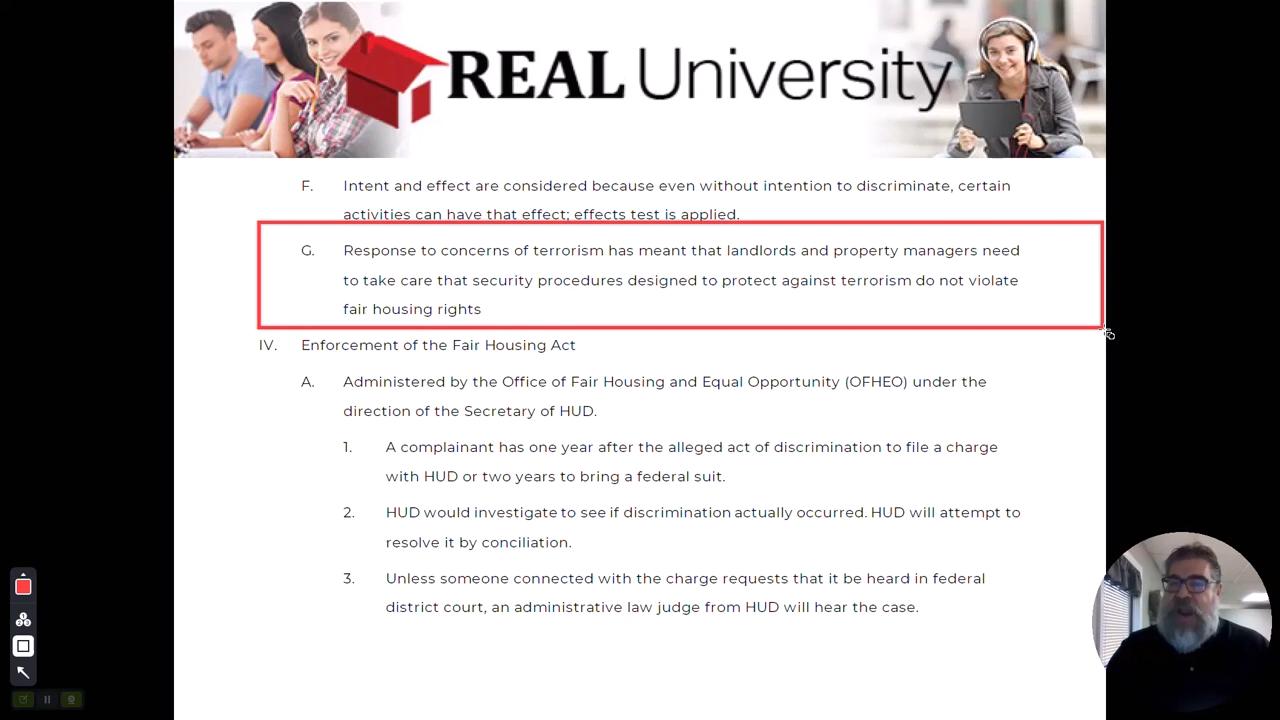 REAL University
F. Intent and effect are considered because even without intention to discriminate, certain
activities can have that effect; effects test is applied.
G. Response to concerns of terrorism has meant that landlords and property managers need
to take care that security procedures designed to protect against terrorism do not violate
fair housing rights
IV. Enforcement of the Fair Housing Act
A. Administered by the Office of Fair Housing and Equal Opportunity (OFHEO) under the
direction of the Secretary of HUD.
1. A complainant has one year after the alleged act of discrimination to file a charge
with HUD or two years to bring a federal suit.
2. HUD would investigate to see if discrimination actually occurred. HUD will attempt to
resolve it by conciliation.
3. Unless someone connected with the charge requests that it be heard in federal
district court, an administrative law judge from HUD will hear the case.